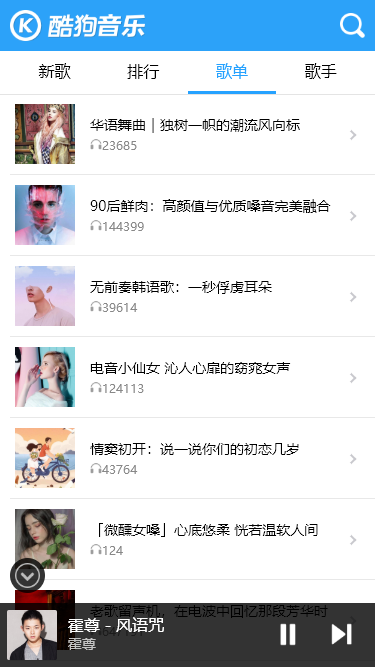 酷狗音乐
新歌
排行
歌单
歌手
华语舞曲｜独树一帜的潮流风向标
23685
90后鲜肉：高颜值与优质嗓音完美融合
144399
无前奏韩语歌：一秒俘虏耳朵
39614
电音小仙女 沁人心扉的窈窕女声
124113
情窦初开：说一说你们的初恋几岁
43764
「微醺女嗓」心底悠柔 恍若温软人间
124
老歌留声机，在电波中回忆那段芳华时
霍尊 - 风语咒
霍尊